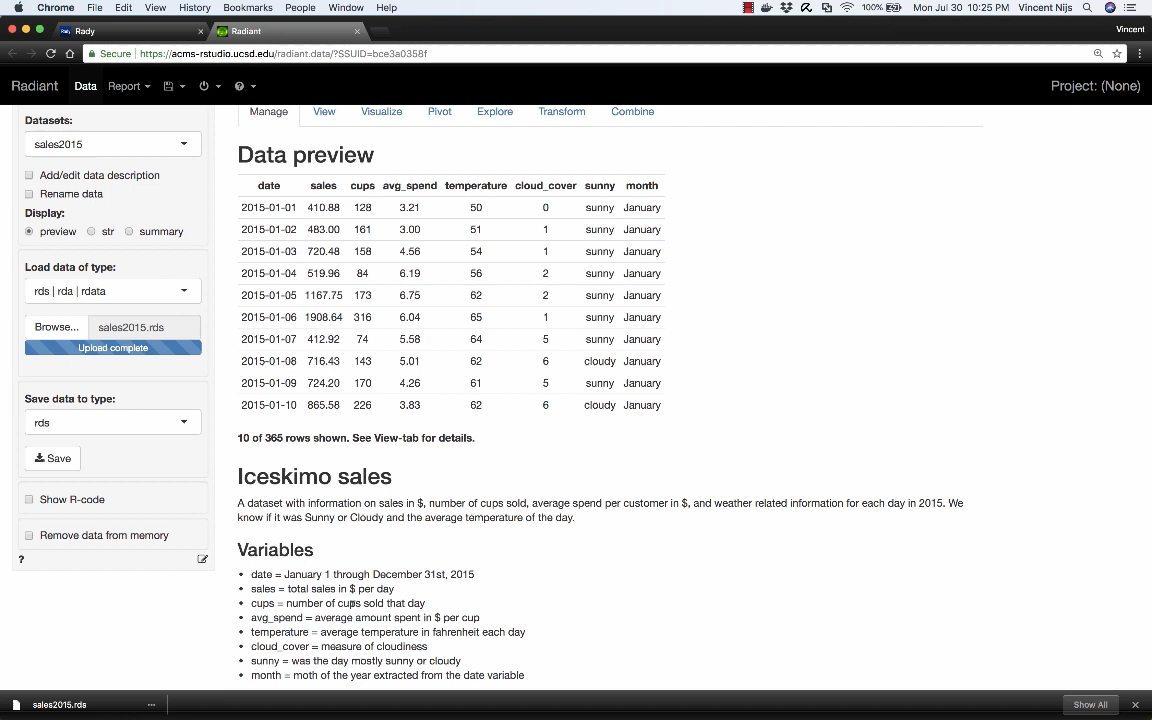 Chrome File Edit View History Bookmarks People Window Help 100% Mon Jul 30 10:25 PM Vincent Nijs
Rady × Radiant × Vincent
Secure | https://acms-rstudio.ucsd.edu/radiant.data/?SSUID=bce3a0358f
Radiant Data Report Project: (None)
Manage View Visualize Pivot Explore Transform Combine
Datasets:
sales2015
Add/edit data description
Rename data
Display:
preview str summary
Load data of type:
rds | rda | rdata
Browse... sales2015.rds
Upload complete
Save data to type:
rds
Save
Show R-code
Remove data from memory
?
Data preview
date sales cups avg_spend temperature cloud_cover sunny month
2015-01-01 410.88 128 3.21 50 0 sunny January
2015-01-02 483.00 161 3.00 51 1 sunny January
2015-01-03 720.48 158 4.56 54 1 sunny January
2015-01-04 519.96 84 6.19 56 2 sunny January
2015-01-05 1167.75 173 6.75 62 2 sunny January
2015-01-06 1908.64 316 6.04 65 1 sunny January
2015-01-07 412.92 74 5.58 64 5 sunny January
2015-01-08 716.43 143 5.01 62 6 cloudy January
2015-01-09 724.20 170 4.26 61 5 sunny January
2015-01-10 865.58 226 3.83 62 6 cloudy January
10 of 365 rows shown. See View-tab for details.
Iceskimo sales
A dataset with information on sales in $, number of cups sold, average spend per customer in $, and weather related information for each day in 2015. We
know if it was Sunny or Cloudy and the average temperature of the day.
Variables
• date = January 1 through December 31st, 2015
• sales = total sales in $ per day
• cups = number of cups sold that day
• avg_spend = average amount spent in $ per cup
• temperature = average temperature in fahrenheit each day
• cloud_cover = measure of cloudiness
• sunny = was the day mostly sunny or cloudy
• month = moth of the year extracted from the date variable
sales2015.rds ... Show All ×